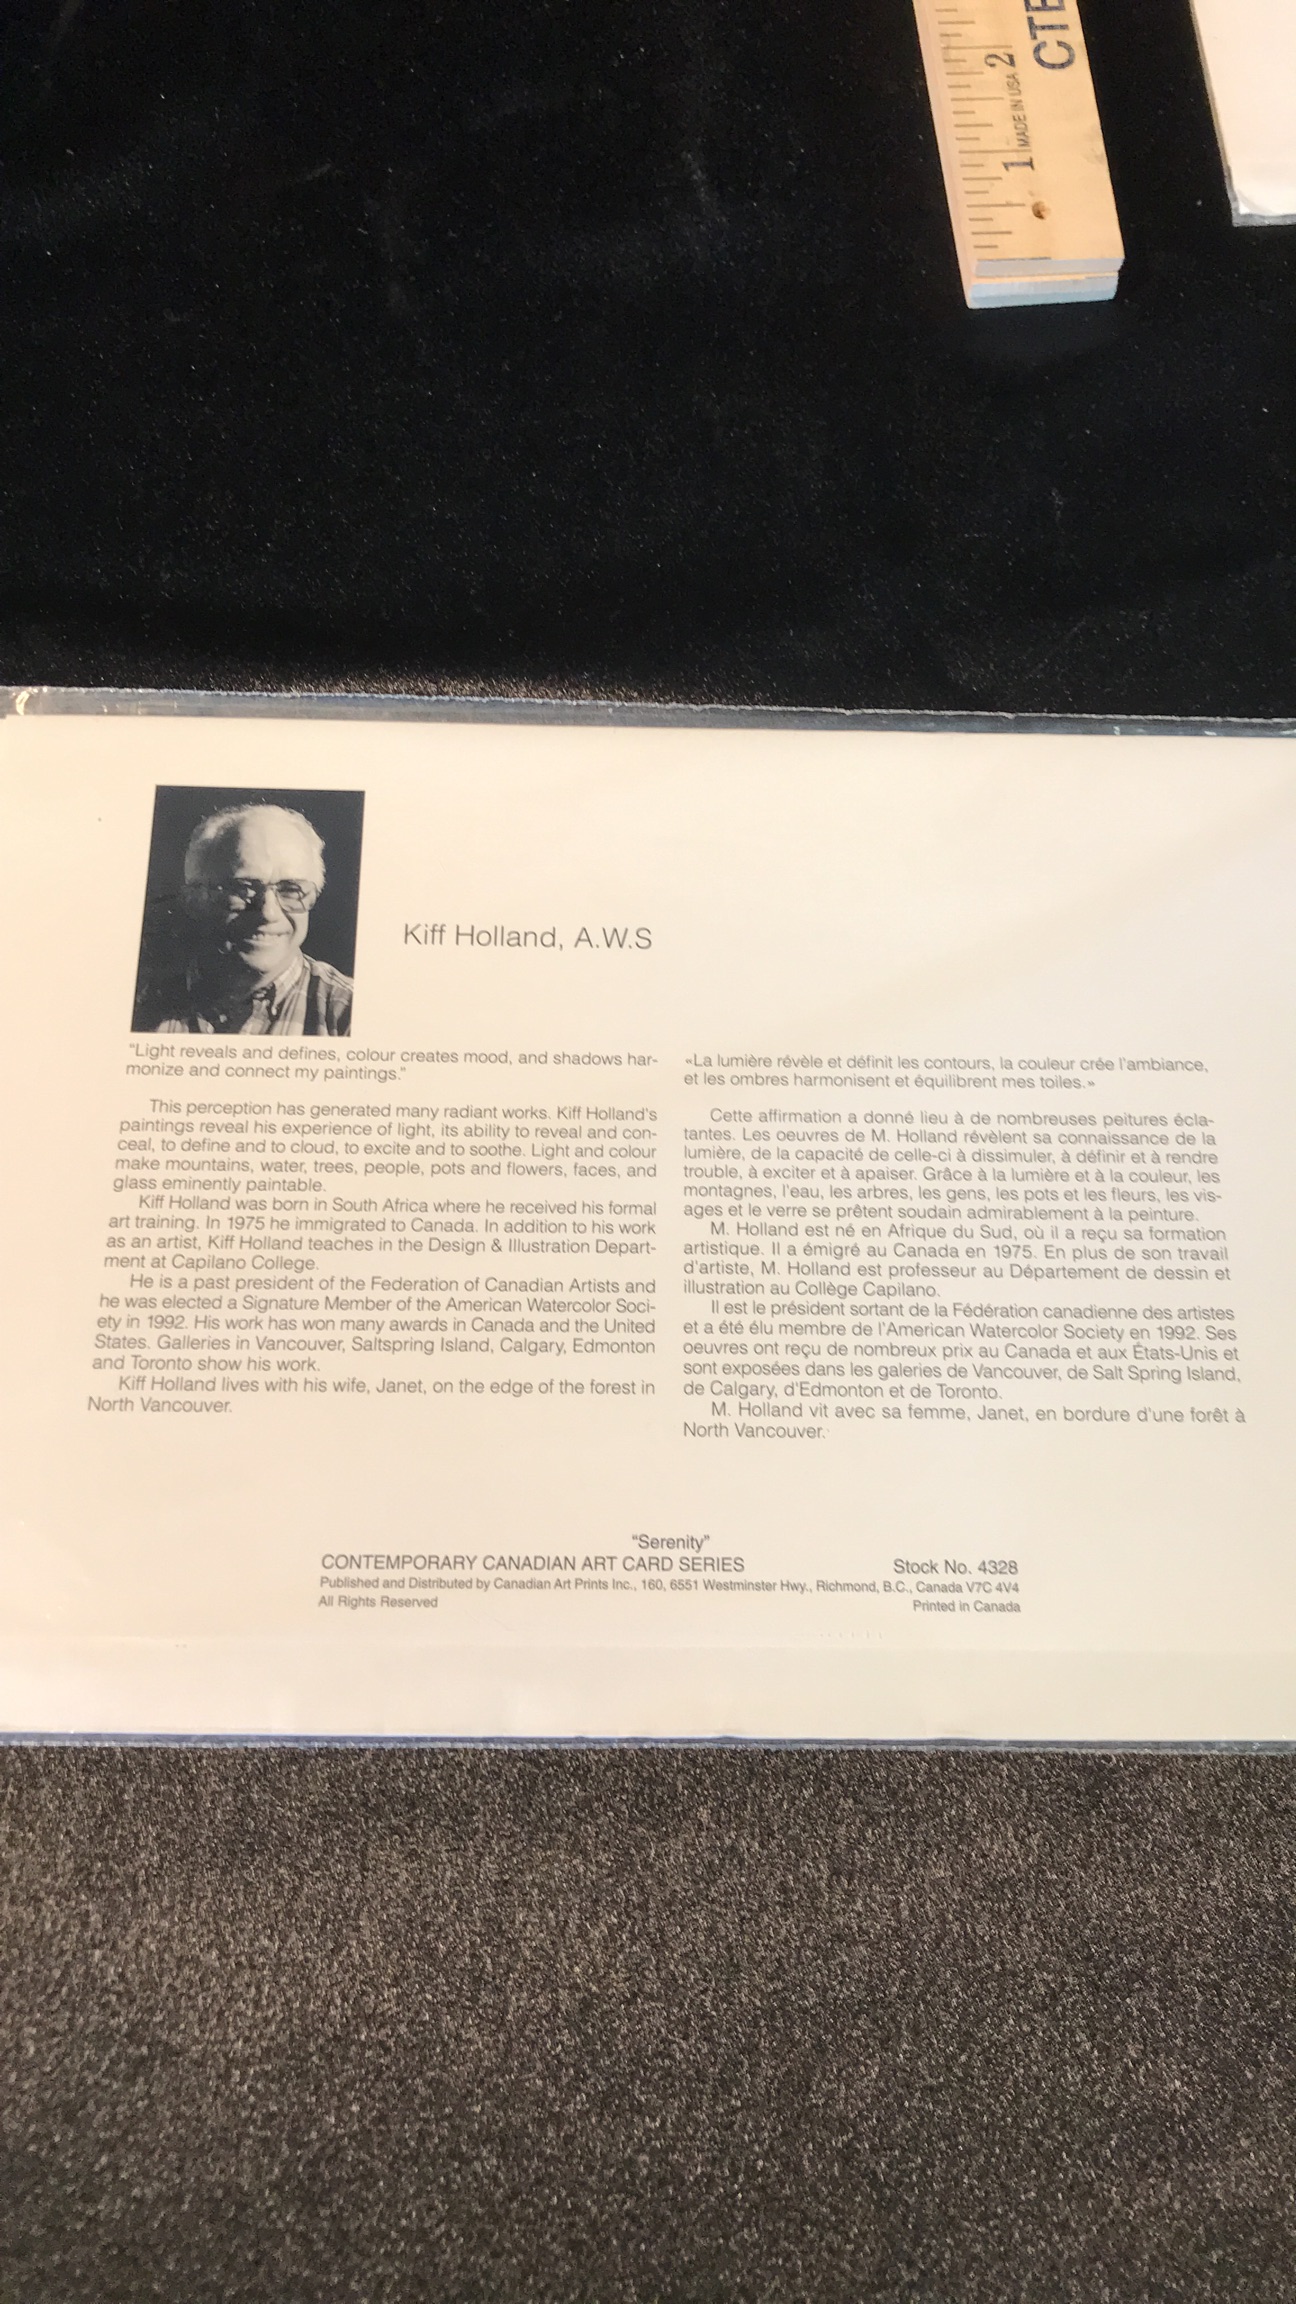 1 MADE IN USA 2
Kiff Holland, A.W.S
"Light reveals and defines, colour creates mood, and shadows har-
monize and connect my paintings."
This perception has generated many radiant works. Kiff Holland's
paintings reveal his experience of light, its ability to reveal and con-
ceal, to define and to cloud, to excite and to soothe. Light and colour
make mountains, water, trees, people, pots and flowers, faces, and
glass eminently paintable.
Kiff Holland was born in South Africa where he received his formal
art training. In 1975 he immigrated to Canada. In addition to his work
as an artist, Kiff Holland teaches in the Design & Illustration Depart-
ment at Capilano College.
He is a past president of the Federation of Canadian Artists and
he was elected a Signature Member of the American Watercolor Soci-
ety in 1992. His work has won many awards in Canada and the United
States. Galleries in Vancouver, Saltspring Island, Calgary, Edmonton
and Toronto show his work.
Kiff Holland lives with his wife, Janet, on the edge of the forest in
North Vancouver.
«La lumière révèle et définit les contours, la couleur crée l'ambiance,
et les ombres harmonisent et équilibrent mes toiles.»
Cette affirmation a donné lieu à de nombreuses peitures écla-
tantes. Les oeuvres de M. Holland révèlent sa connaissance de la
lumière, de la capacité de celle-ci à dissimuler, à définir et à rendre
trouble, à exciter et à apaiser. Grâce à la lumière et à la couleur, les
montagnes, l'eau, les arbres, les gens, les pots et les fleurs, les vis-
ages et le verre se prêtent soudain admirablement à la peinture.
M. Holland est né en Afrique du Sud, où il a reçu sa formation
artistique. Il a émigré au Canada en 1975. En plus de son travail
d'artiste, M. Holland est professeur au Département de dessin et
illustration au Collège Capilano.
Il est le président sortant de la Fédération canadienne des artistes
et a été élu membre de l'American Watercolor Society en 1992. Ses
oeuvres ont reçu de nombreux prix au Canada et aux États-Unis et
sont exposées dans les galeries de Vancouver, de Salt Spring Island,
de Calgary, d'Edmonton et de Toronto.
M. Holland vit avec sa femme, Janet, en bordure d'une forêt à
North Vancouver.
"Serenity"
CONTEMPORARY CANADIAN ART CARD SERIES
Stock No. 4328
Published and Distributed by Canadian Art Prints Inc., 160, 6551 Westminster Hwy., Richmond, B.C., Canada V7C 4V4
All Rights Reserved
Printed in Canada